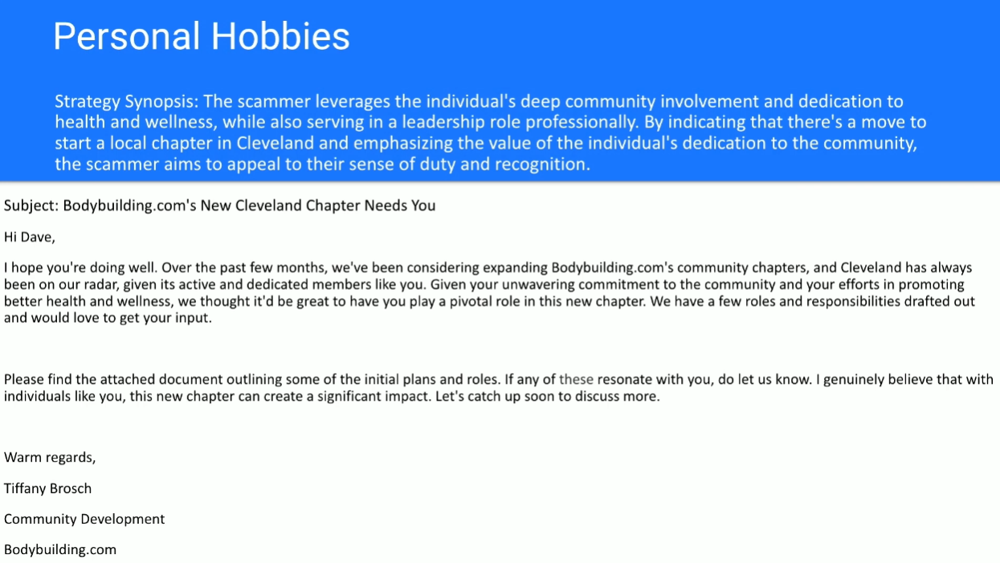 Personal Hobbies
Strategy Synopsis: The scammer leverages the individual's deep community involvement and dedication to
health and wellness, while also serving in a leadership role professionally. By indicating that there's a move to
start a local chapter in Cleveland and emphasizing the value of the individual's dedication to the community,
the scammer aims to appeal to their sense of duty and recognition.
Subject: Bodybuilding.com's New Cleveland Chapter Needs You
Hi Dave,
I hope you're doing well. Over the past few months, we've been considering expanding Bodybuilding.com's community chapters, and Cleveland has always
been on our radar, given its active and dedicated members like you. Given your unwavering commitment to the community and your efforts in promoting
better health and wellness, we thought it'd be great to have you play a pivotal role in this new chapter. We have a few roles and responsibilities drafted out
and would love to get your input.
Please find the attached document outlining some of the initial plans and roles. If any of these resonate with you, do let us know. I genuinely believe that with
individuals like you, this new chapter can create a significant impact. Let's catch up soon to discuss more.
Warm regards,
Tiffany Brosch
Community Development
Bodybuilding.com